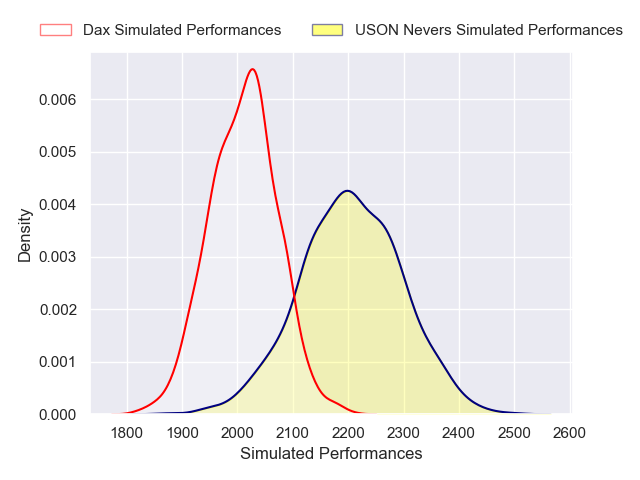 Dax Simulated Performances USON Nevers Simulated Performances
0.006
0.005
0.004
0.003
0.002
0.001
0.000
Density
1800 1900 2000 2100 2200 2300 2400 2500 2600
Simulated Performances